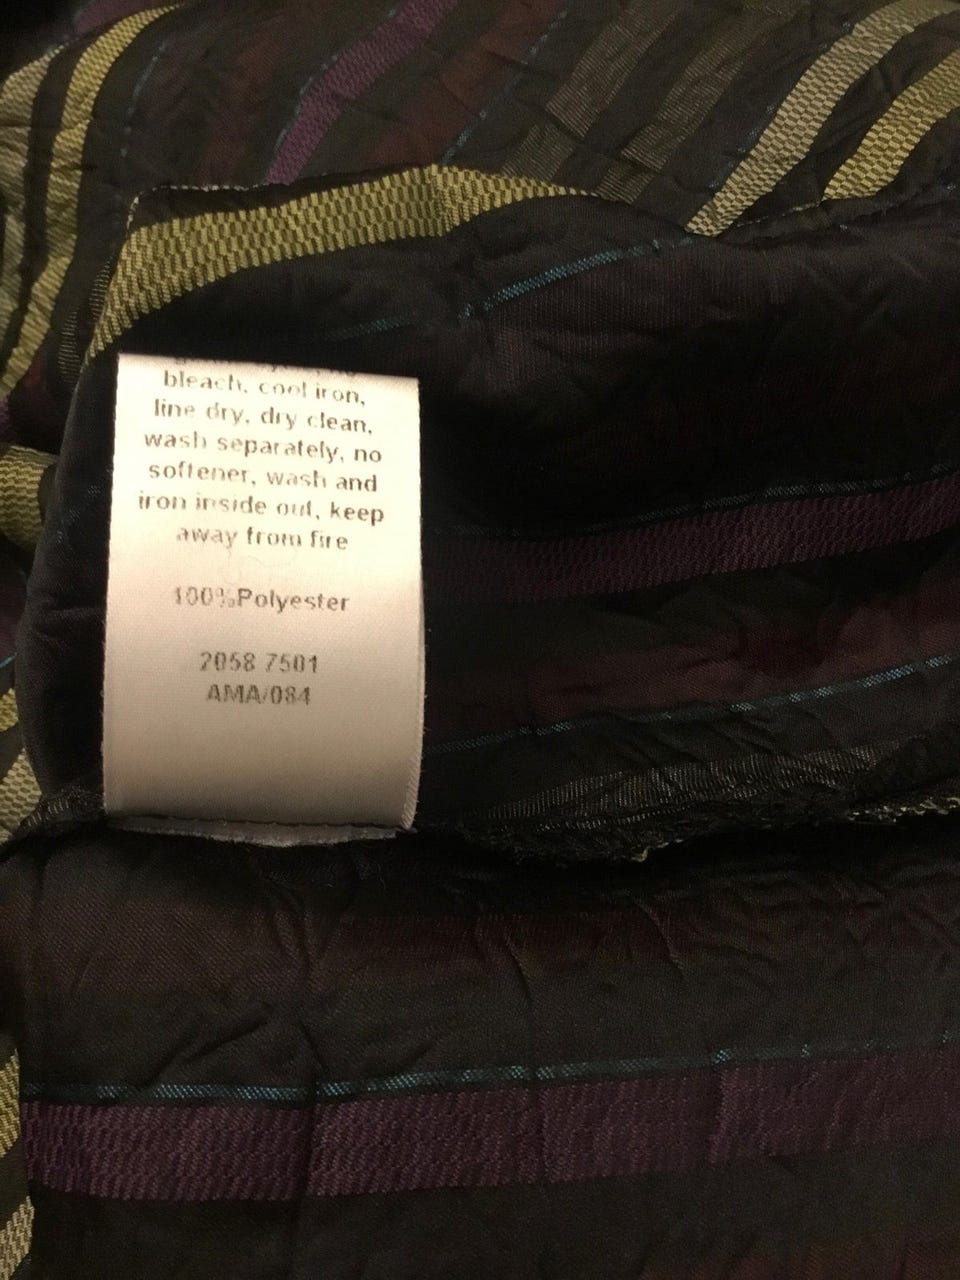 bleach, cool iron,
line dry, dry clean,
wash separately, no
softener, wash and
iron inside out, keep
away from fire
100%Polyester
2058 7501
AMA/084